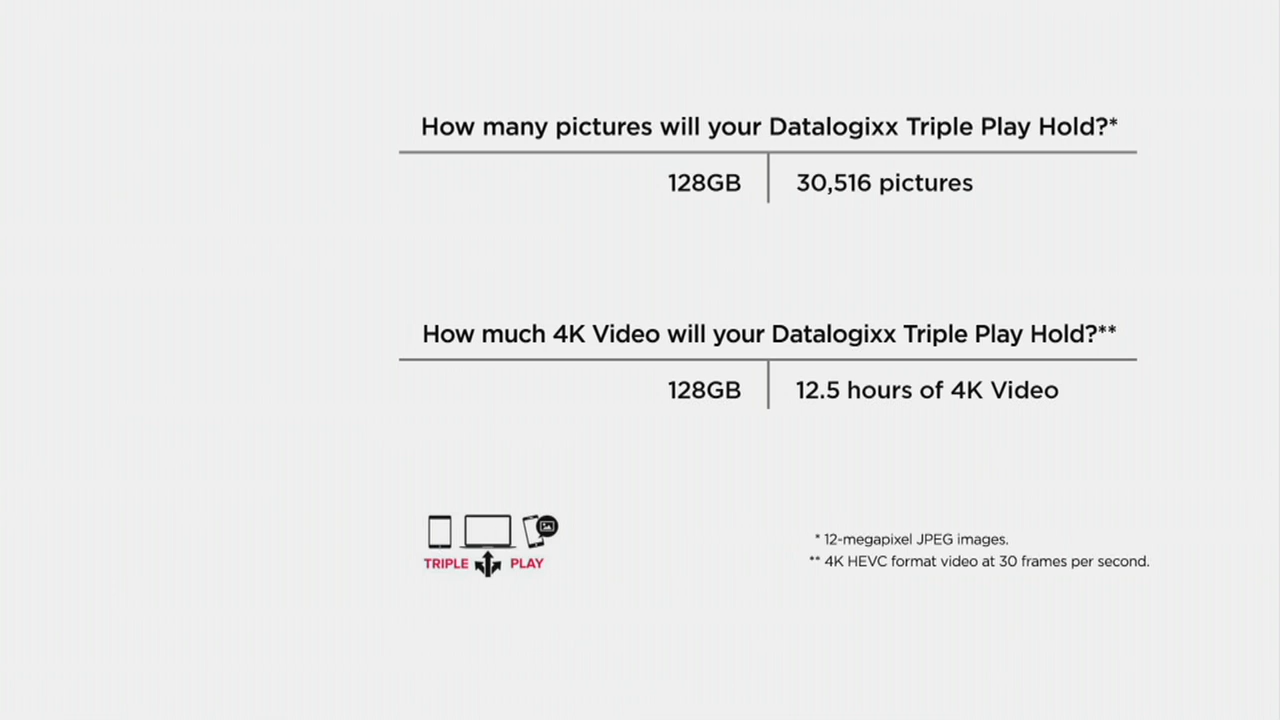 How many pictures will your Datalogixx Triple Play Hold?*
128GB 30,516 pictures
How much 4K Video will your Datalogixx Triple Play Hold?**
128GB 12.5 hours of 4K Video
TRIPLE PLAY
* 12-megapixel JPEG images.
** 4K HEVC format video at 30 frames per second.